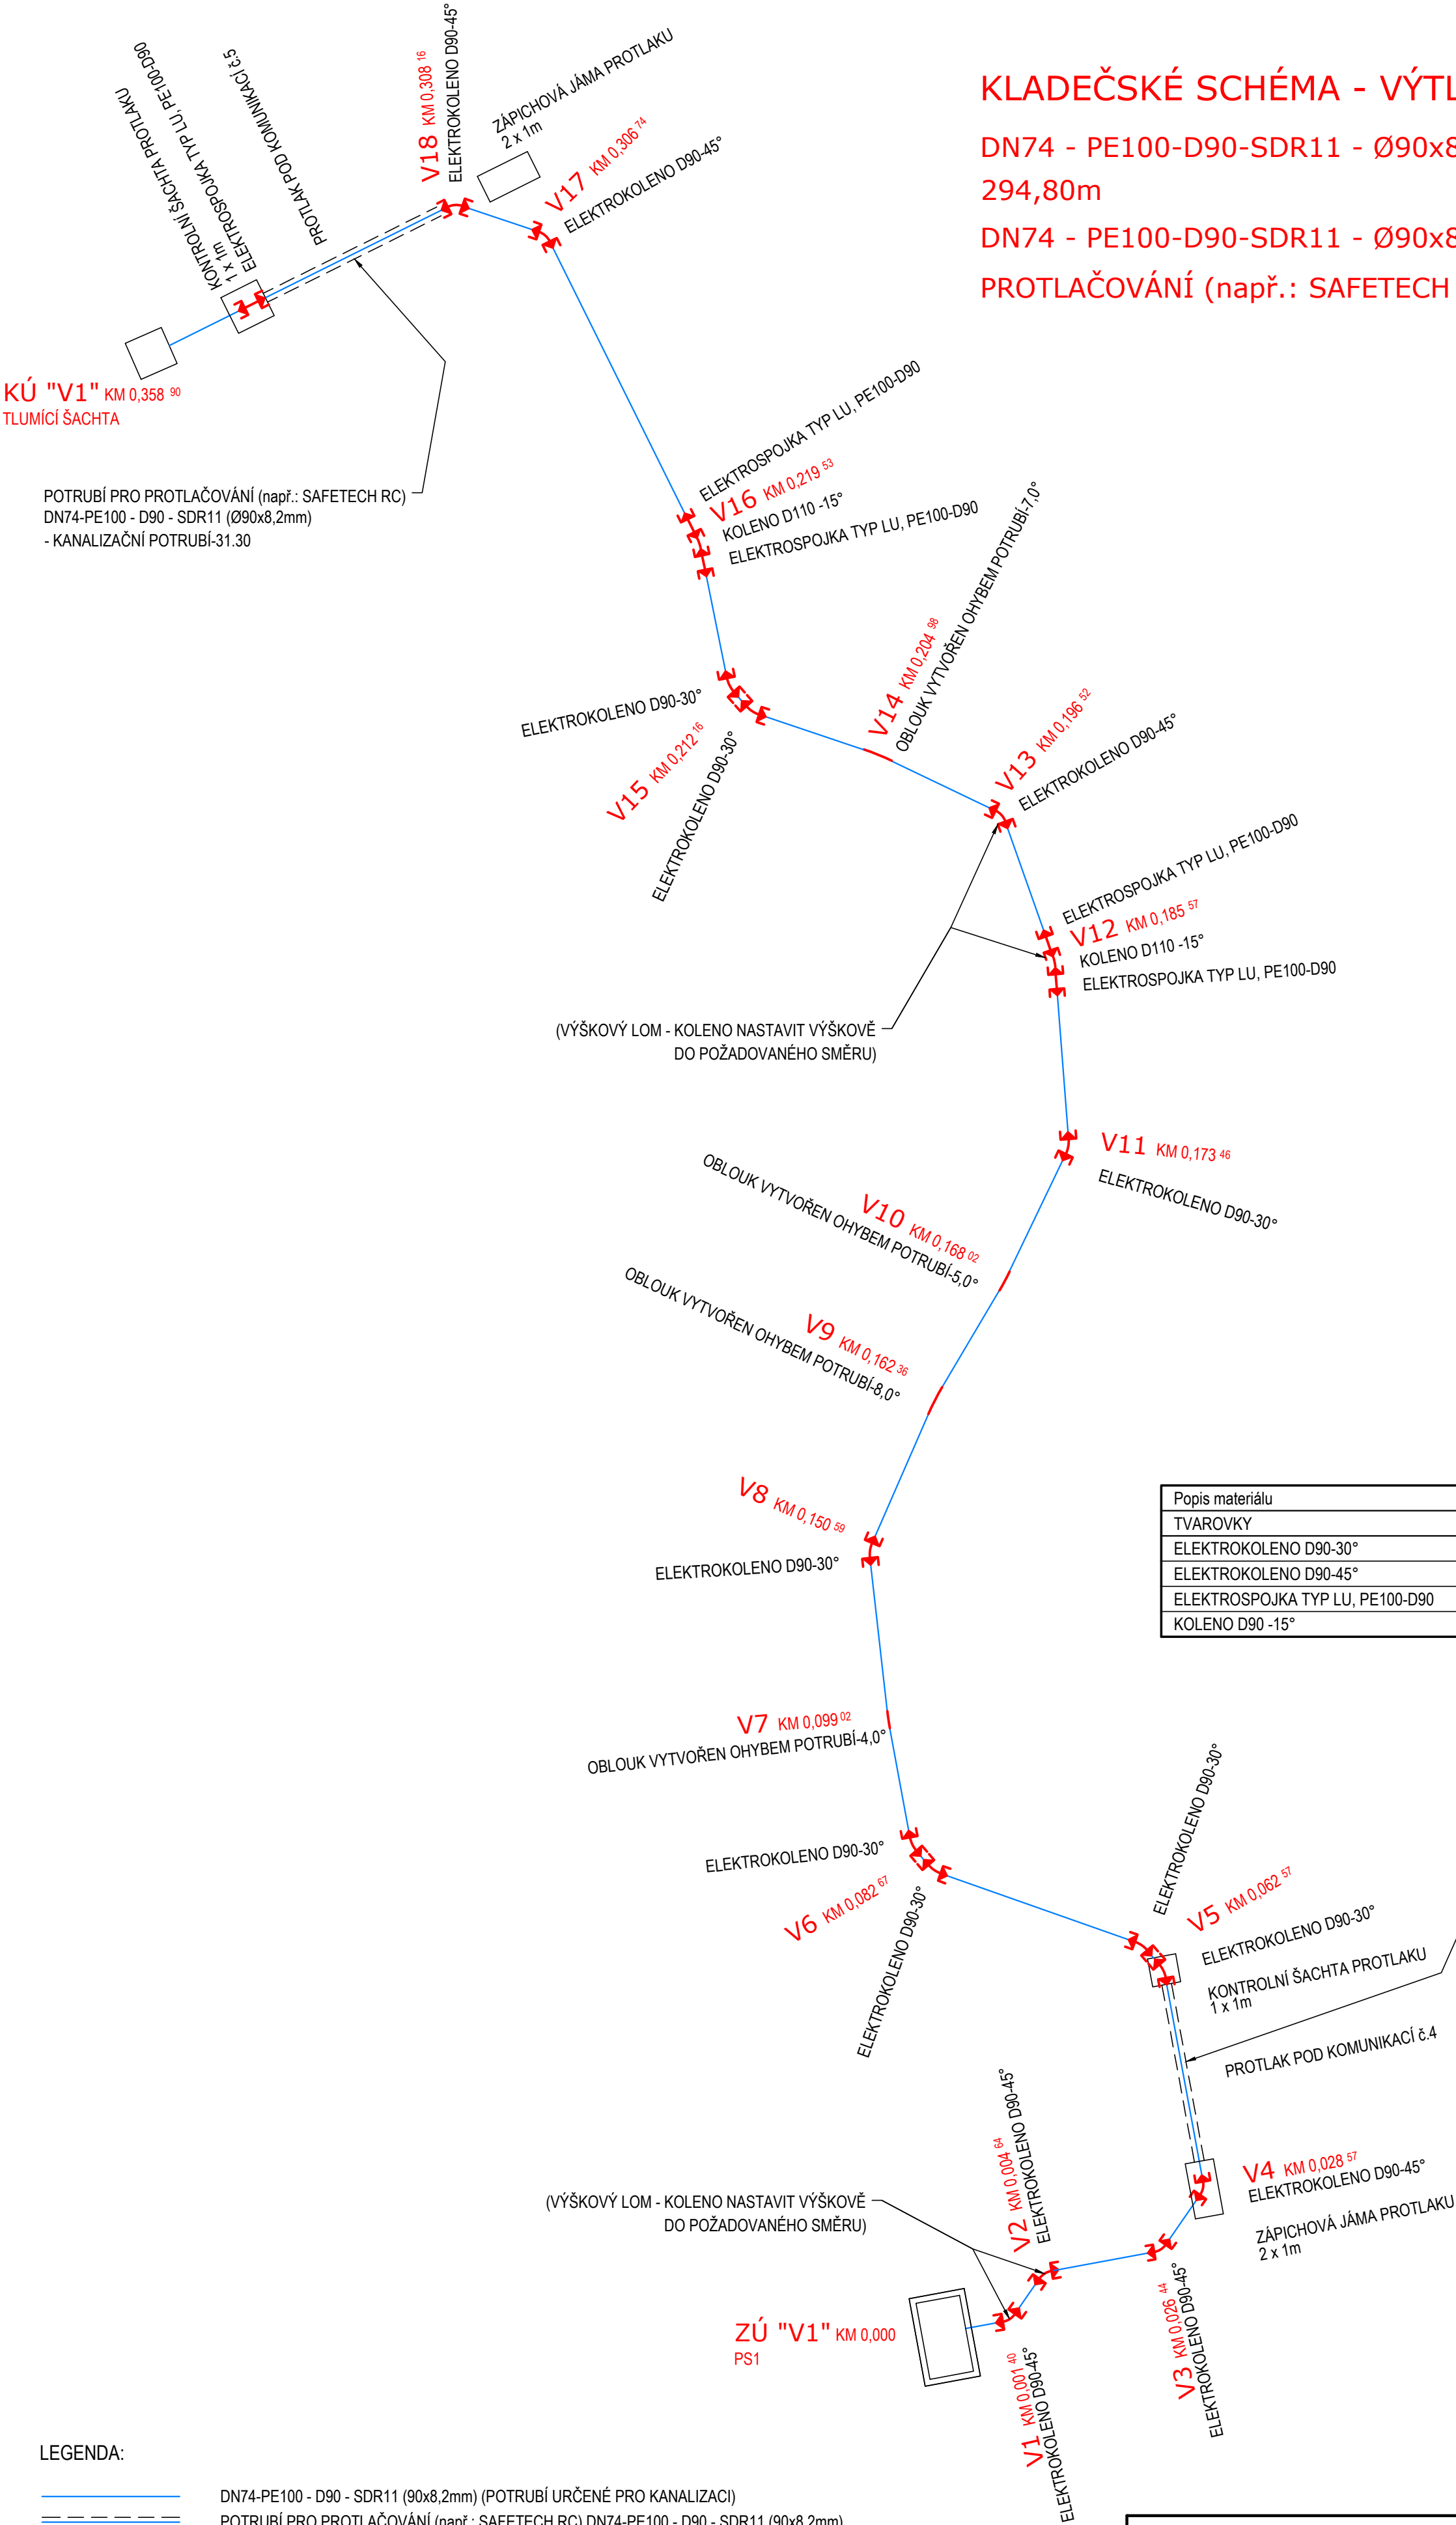 KLADEČSKÉ SCHÉMA - VÝTL
DN74 - PE100-D90-SDR11 - Ø90x8
294,80m
DN74 - PE100-D90-SDR11 - Ø90x8
PROTLAČOVÁNÍ (např.: SAFETECH
V18 KM 0,308 16
ELEKTROKOLENO D90-45°
ZÁPICHOVÁ JÁMA PROTLAKU
2 x 1m
V17 KM 0,306 74
ELEKTROKOLENO D90-45°
PROTLAK POD KOMUNIKACÍ č.5
ELEKTROSPOJKA TYP LU, PE100-D90
KONTROLNÍ ŠACHTA PROTLAKU
1 x 1m
KÚ "V1" KM 0,358 90
TLUMÍCÍ ŠACHTA
POTRUBÍ PRO PROTLAČOVÁNÍ (např.: SAFETECH RC)
DN74-PE100 - D90 - SDR11 (Ø90x8,2mm)
- KANALIZAČNÍ POTRUBÍ-31.30
ELEKTROSPOJKA TYP LU, PE100-D90
V16 KM 0,219 53
KOLENO D110 -15°
ELEKTROSPOJKA TYP LU, PE100-D90
ELEKTROKOLENO D90-30°
V15 KM 0,212 16
ELEKTROKOLENO D90-30°
V14 KM 0,204 98
OBLOUK VYTVOŘEN OHYBEM POTRUBÍ-7,0°
V13 KM 0,196 52
ELEKTROKOLENO D90-45°
ELEKTROSPOJKA TYP LU, PE100-D90
V12 KM 0,185 57
KOLENO D110 -15°
ELEKTROSPOJKA TYP LU, PE100-D90
(VÝŠKOVÝ LOM - KOLENO NASTAVIT VÝŠKOVĚ
DO POŽADOVANÉHO SMĚRU)
V11 KM 0,173 46
ELEKTROKOLENO D90-30°
V10 KM 0,168 02
OBLOUK VYTVOŘEN OHYBEM POTRUBÍ-5,0°
V9 KM 0,162 36
OBLOUK VYTVOŘEN OHYBEM POTRUBÍ-8,0°
V8 KM 0,150 59
ELEKTROKOLENO D90-30°
Popis materiálu
TVAROVKY
ELEKTROKOLENO D90-30°
ELEKTROKOLENO D90-45°
ELEKTROSPOJKA TYP LU, PE100-D90
KOLENO D90 -15°
V7 KM 0,099 02
OBLOUK VYTVOŘEN OHYBEM POTRUBÍ-4,0°
ELEKTROKOLENO D90-30°
V6 KM 0,082 67
ELEKTROKOLENO D90-30°
ELEKTROKOLENO D90-30°
V5 KM 0,062 57
ELEKTROKOLENO D90-30°
KONTROLNÍ ŠACHTA PROTLAKU
1 x 1m
PROTLAK POD KOMUNIKACÍ č.4
V4 KM 0,028 57
ELEKTROKOLENO D90-45°
ZÁPICHOVÁ JÁMA PROTLAKU
2 x 1m
V2 KM 0,004 64
ELEKTROKOLENO D90-45°
(VÝŠKOVÝ LOM - KOLENO NASTAVIT VÝŠKOVĚ
DO POŽADOVANÉHO SMĚRU)
V3 KM 0,026 44
ELEKTROKOLENO D90-45°
ZÚ "V1" KM 0,000
PS1
V1 KM 0,001 40
ELEKTROKOLENO D90-45°
LEGENDA:
DN74-PE100 - D90 - SDR11 (90x8,2mm) (POTRUBÍ URČENÉ PRO KANALIZACI)
POTRUBÍ PRO PROTLAČOVÁNÍ (např.: SAFETECH RC) DN74-PE100 - D90 - SDR11 (90x8,2mm)